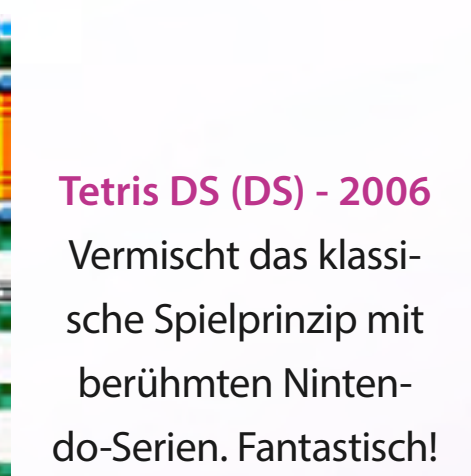 Tetris DS (DS) - 2006
Vermischt das klassi-
sche Spielprinzip mit
berühmten Ninten-
do-Serien. Fantastisch!